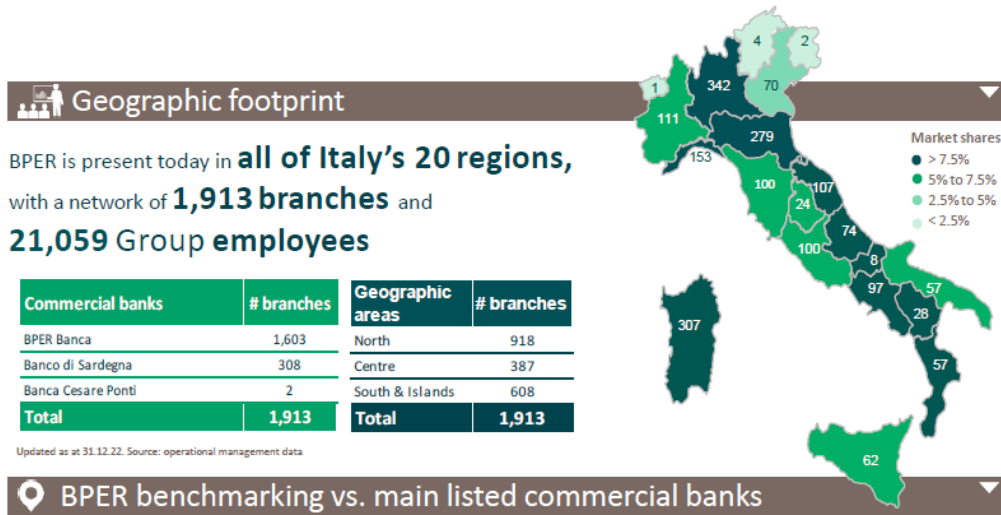 Geographic footprint
BPER is present today in all of Italy's 20 regions,
with a network of 1,913 branches and
21,059 Group employees
Commercial banks # branches
BPER Banca 1,603
Banco di Sardegna 308
Banca Cesare Ponti 2
Total 1,913
Geographic areas # branches
North 918
Centre 387
South & Islands 608
Total 1,913
Updated as at 31.12.22. Source: operational management data
4
2
1
342
70
111
279
153
100
107
24
74
100
8
97
57
28
307
57
62
Market shares
> 7.5%
5% to 7.5%
2.5% to 5%
< 2.5%
BPER benchmarking vs. main listed commercial banks